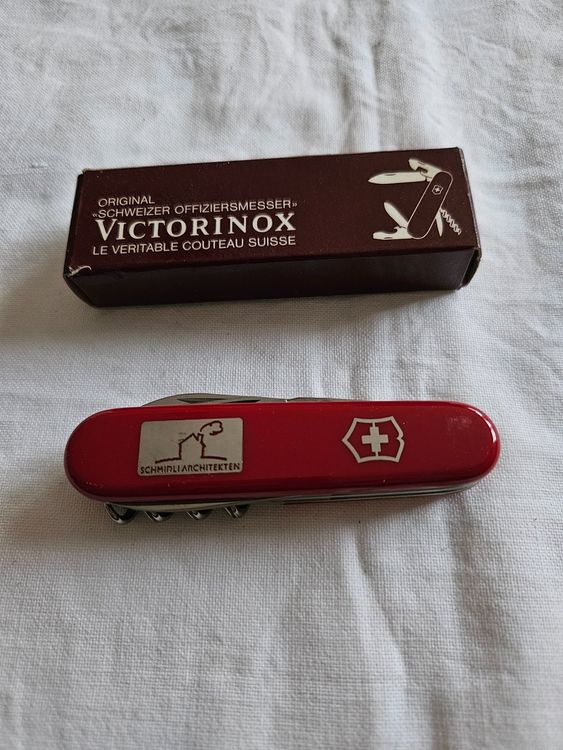 ORIGINAL
«SCHWEIZER OFFIZIERSMESSER»
VICTORINOX
LE VERITABLE COUTEAU SUISSE
SCHMIDLI ARCHITEKTEN